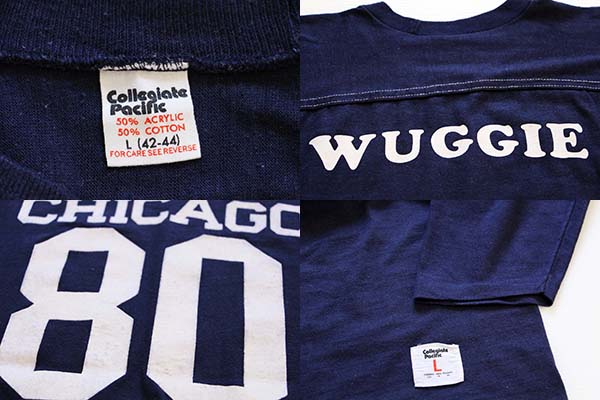 Collegiate
Pacific
50% ACRYLIC
50% COTTON
L (42-44)
FOR CARE SEE REVERSE
WUGGIE
CHICAGO
80
Collegiate
Pacific
L